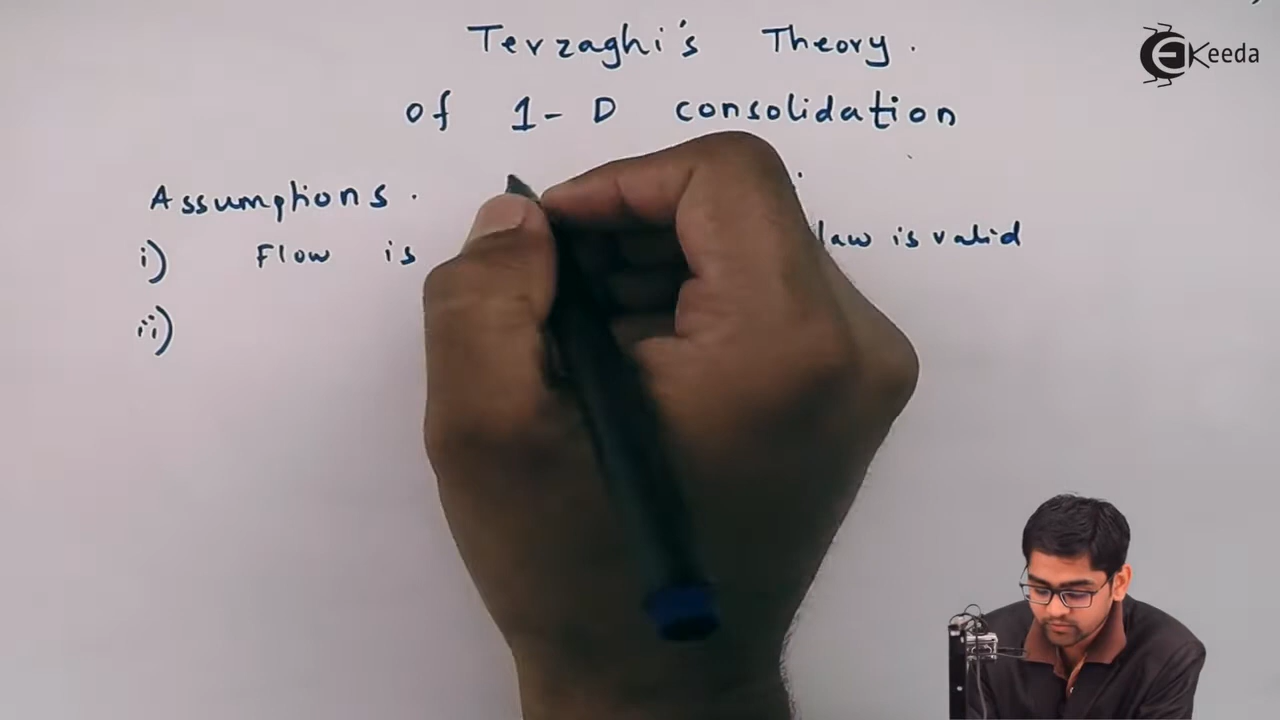 Keeda
Terzaghi's Theory.
of 1-D consolidation
Assumptions.
i) Flow is law is valid
ii)